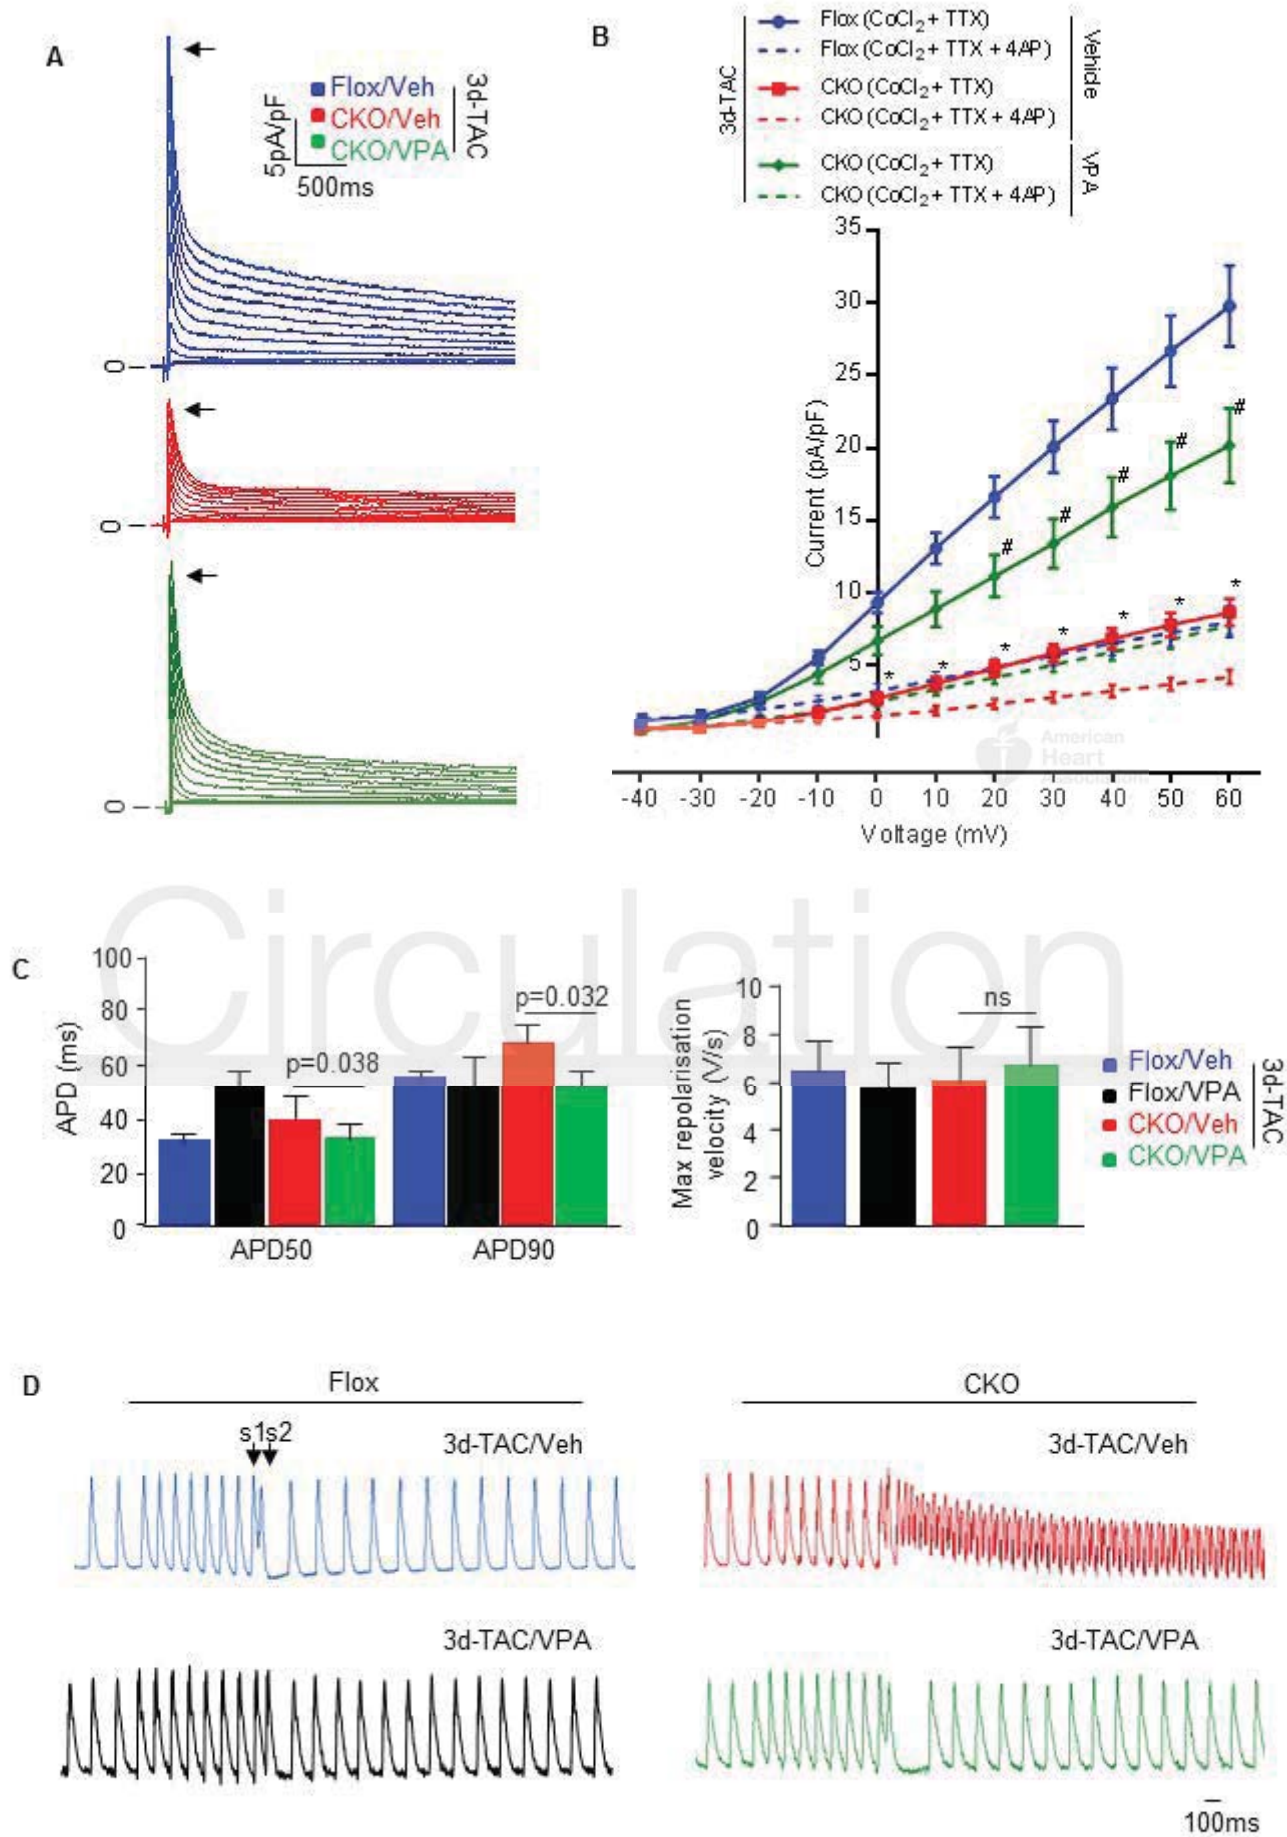 A
Flox/Veh
CKO/Veh
CKO/VPA
3d-TAC
5pA/pF
500ms
0
0
0
B
3d-TAC
Flox (CoCl2 + TTX)
Flox (CoCl2 + TTX + 4AP)
CKO (CoCl2 + TTX)
CKO (CoCl2 + TTX + 4AP)
Vehicle
CKO (CoCl2 + TTX)
CKO (CoCl2 + TTX + 4AP)
VPA
35
30
25
20
15
10
5
Current (pA/pF)
# # # # #
* * * * * * *
American
Heart
Association
-40 -30 -20 -10 0 10 20 30 40 50 60
Voltage (mV)
Circulation
C
100
80
60
40
20
0
APD (ms)
p=0.038
p=0.032
APD50 APD90
10
8
6
4
2
0
Max repolarisation
velocity (V/s)
ns
Flox/Veh
Flox/VPA
CKO/Veh
CKO/VPA
3d-TAC
D
Flox
CKO
s1s2
3d-TAC/Veh
3d-TAC/Veh
3d-TAC/VPA
3d-TAC/VPA
100ms